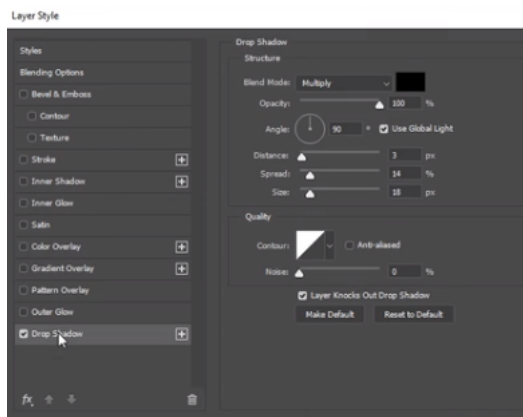 Layer Style
Styles
Blending Options
Bevel & Emboss
Contour
Texture
Stroke
Inner Shadow
Inner Glow
Satin
Color Overlay
Gradient Overlay
Pattern Overlay
Outer Glow
Drop Shadow
fx
Drop Shadow
Structure
Blend Mode: Multiply
Opacity: 100 %
Angle: 90 ° Use Global Light
Distance: 3 px
Spread: 14 %
Size: 18 px
Quality
Contour: Anti-aliased
Noise: 0 %
Layer Knocks Out Drop Shadow
Make Default Reset to Default